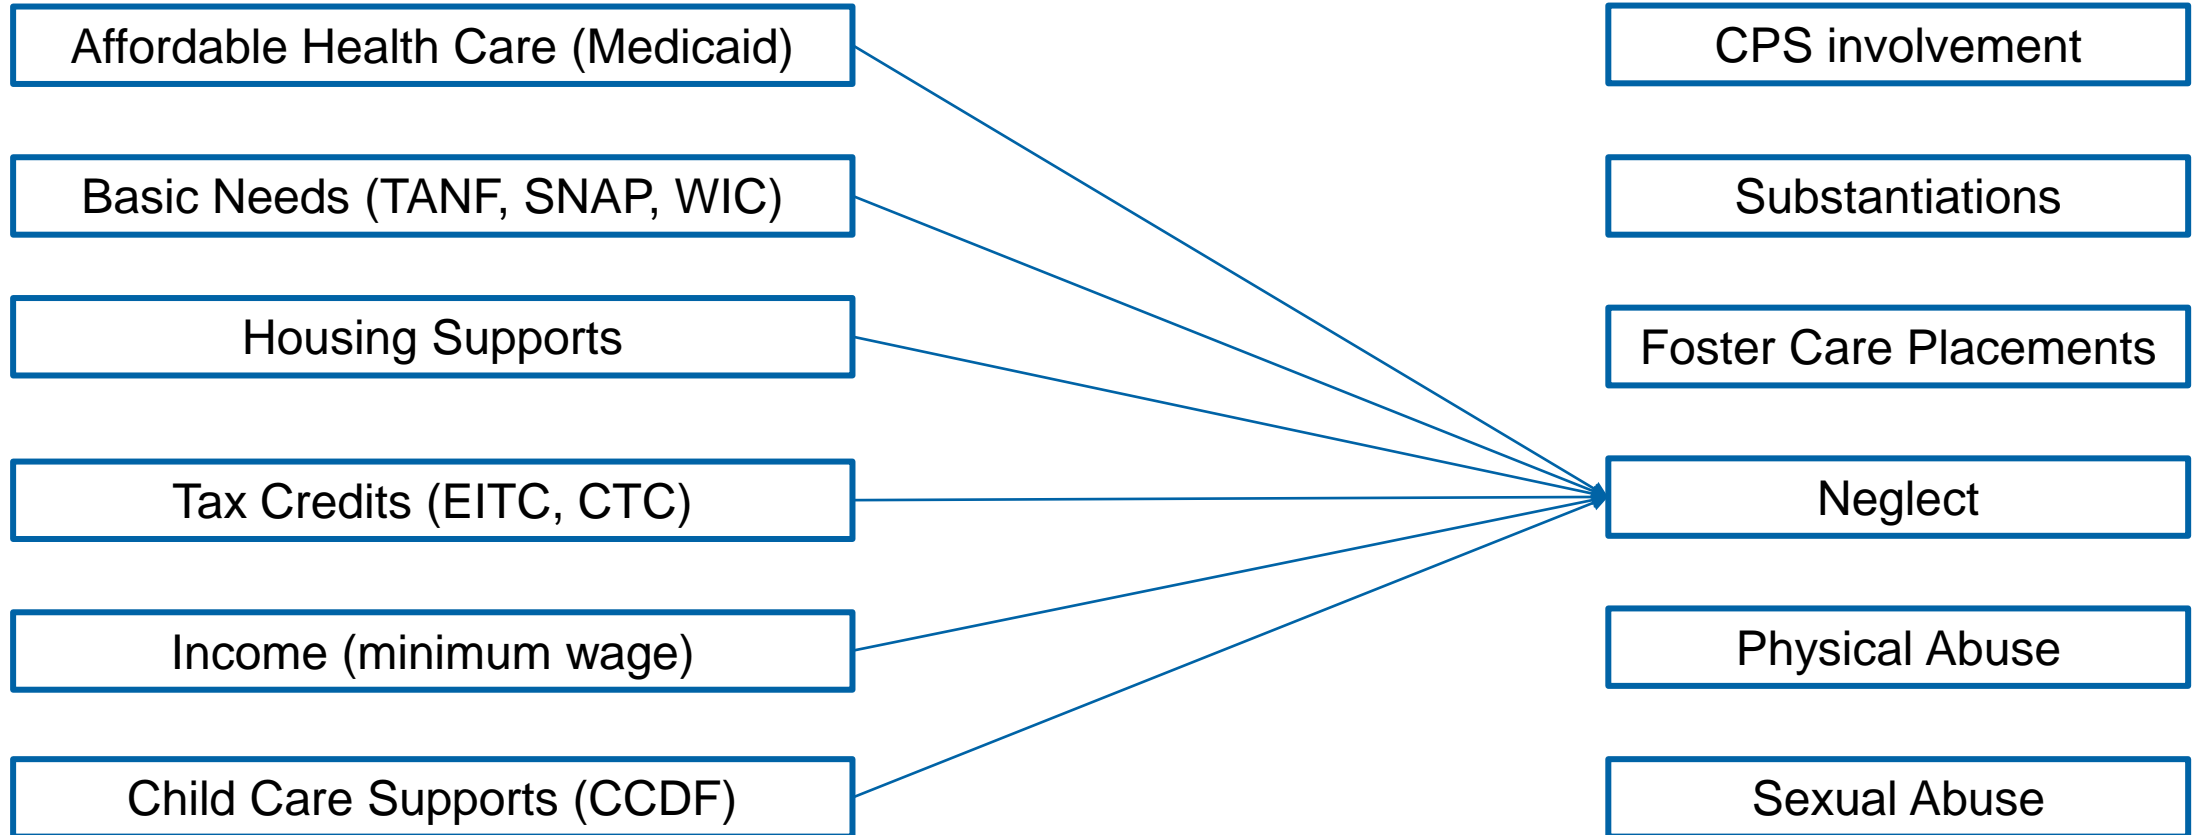 Affordable Health Care (Medicaid)
Basic Needs (TANF, SNAP, WIC)
Housing Supports
Tax Credits (EITC, CTC)
Income (minimum wage)
Child Care Supports (CCDF)
CPS involvement
Substantiations
Foster Care Placements
Neglect
Physical Abuse
Sexual Abuse